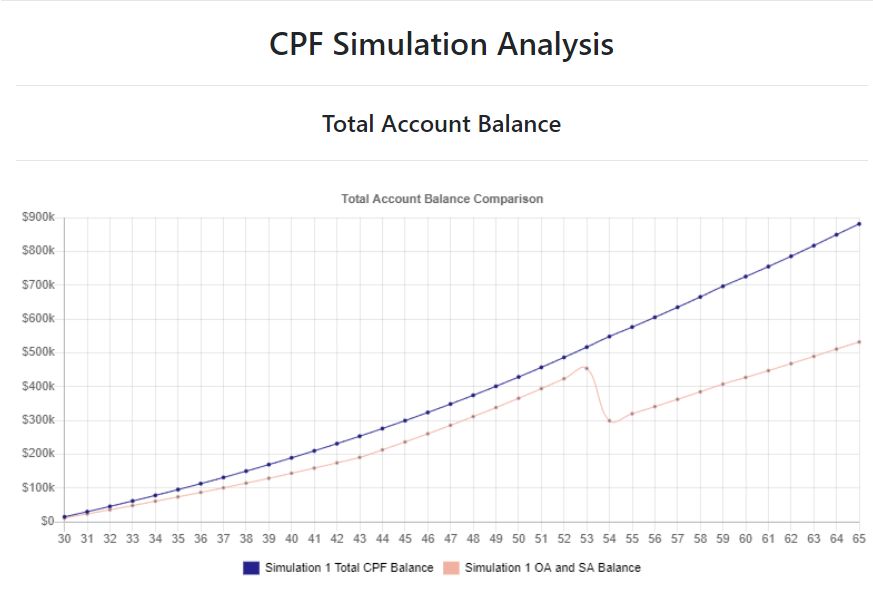 CPF Simulation Analysis
Total Account Balance
Total Account Balance Comparison
$900k
$800k
$700k
$600k
$500k
$400k
$300k
$200k
$100k
$0
30 31 32 33 34 35 36 37 38 39 40 41 42 43 44 45 46 47 48 49 50 51 52 53 54 55 56 57 58 59 60 61 62 63 64 65
Simulation 1 Total CPF Balance Simulation 1 OA and SA Balance